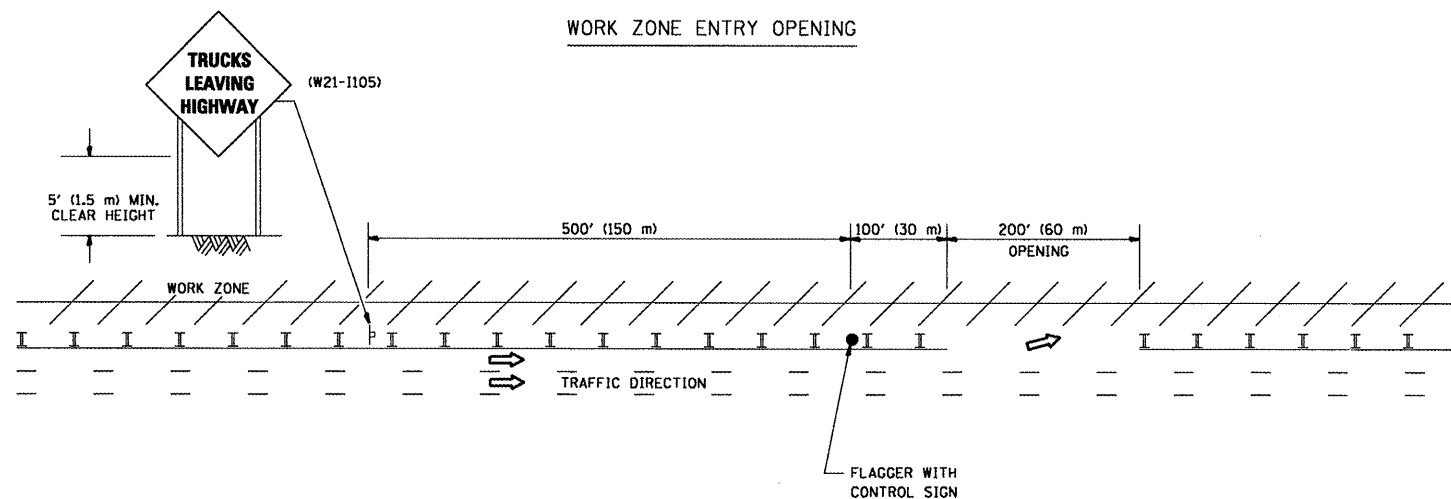 WORK ZONE ENTRY OPENING
TRUCKS
LEAVING
HIGHWAY
(W21-I105)
5' (1.5 m) MIN.
CLEAR HEIGHT
500' (150 m)
100' (30 m)
200' (60 m)
OPENING
WORK ZONE
TRAFFIC DIRECTION
FLAGGER WITH
CONTROL SIGN